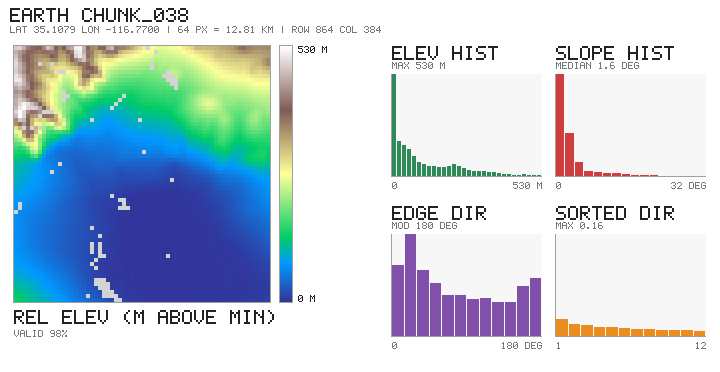 EARTH CHUNK_038
LAT 35.1079 LON -116.7700 | 64 PX = 12.81 KM | ROW 864 COL 384
530 M
0 M
REL ELEV (M ABOVE MIN)
VALID 98%
ELEV HIST
MAX 530 M
0 530 M
SLOPE HIST
MEDIAN 1.6 DEG
0 32 DEG
EDGE DIR
MOD 180 DEG
0 180 DEG
SORTED DIR
MAX 0.16
1 12